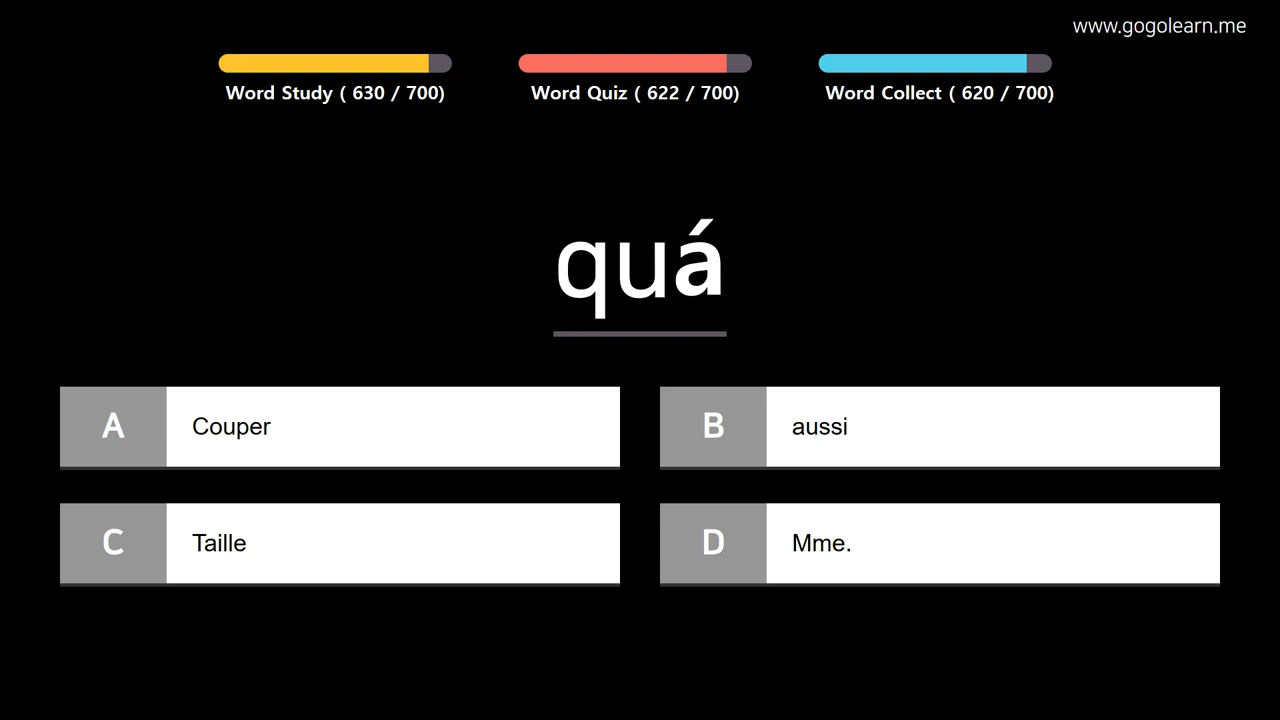 www.gogolearn.me
Word Study ( 630 / 700)
Word Quiz ( 622 / 700)
Word Collect ( 620 / 700)
quá
A Couper
B aussi
C Taille
D Mme.